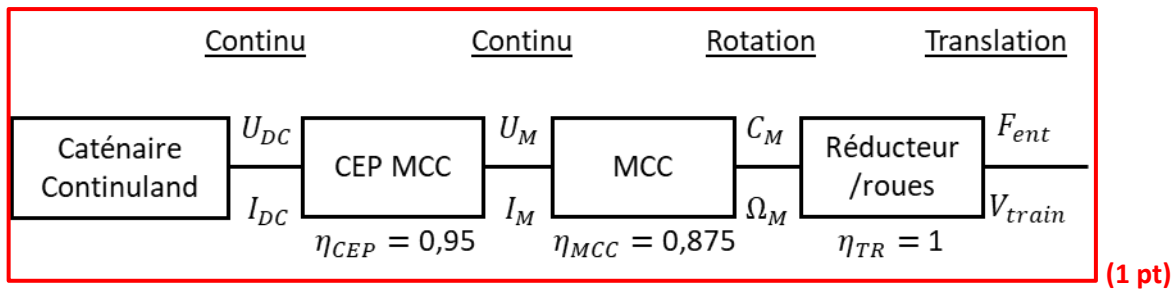 Continu Continu Rotation Translation
Caténaire Continuland
U_DC
I_DC
CEP MCC
η_CEP = 0,95
U_M
I_M
MCC
η_MCC = 0,875
C_M
Ω_M
Réducteur /roues
η_TR = 1
F_ent
V_train
(1 pt)